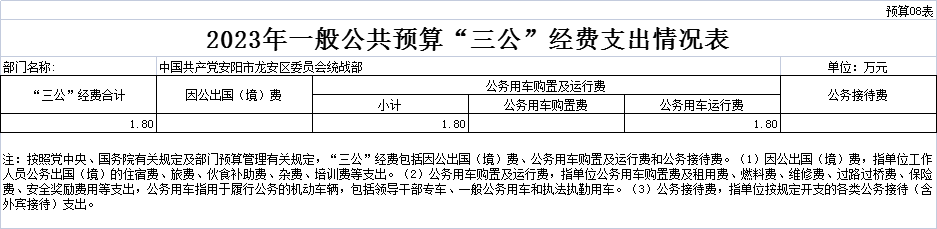 预算08表
2023年一般公共预算“三公”经费支出情况表
部门名称: 中国共产党安阳市龙安区委员会统战部 单位: 万元
“三公”经费合计 因公出国（境）费 公务用车购置及运行费 公务接待费
小计 公务用车购置费 公务用车运行费
1.80 1.80 1.80
注：按照党中央、国务院有关规定及部门预算管理有关规定，“三公”经费包括因公出国（境）费、公务用车购置及运行费和公务接待费。（1）因公出国（境）费，指单位工作
人员公务出国（境）的住宿费、旅费、伙食补助费、杂费、培训费等支出。（2）公务用车购置及运行费，指单位公务用车购置费及租用费、燃料费、维修费、过路过桥费、保险
费、安全奖励费用等支出，公务用车指用于履行公务的机动车辆，包括领导干部专车、一般公务用车和执法执勤用车。（3）公务接待费，指单位按规定开支的各类公务接待（含
外宾接待）支出。